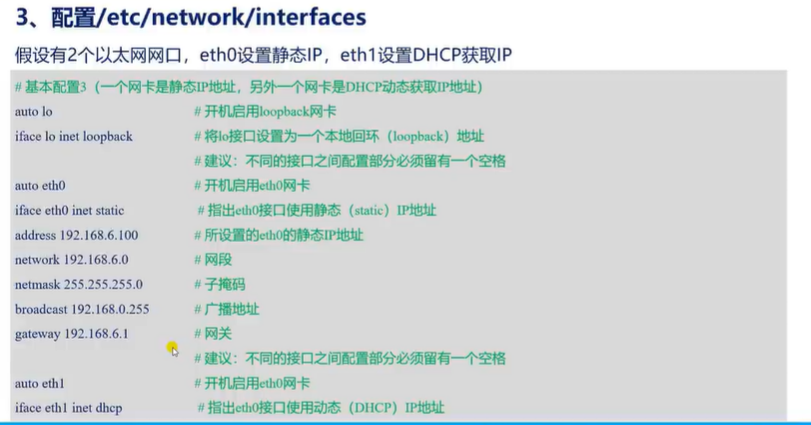 3、配置/etc/network/interfaces
假设有2个以太网网口，eth0设置静态IP，eth1设置DHCP获取IP
# 基本配置3（一个网卡是静态IP地址，另外一个网卡是DHCP动态获取IP地址）
auto lo # 开机启用loopback网卡
iface lo inet loopback # 将lo接口设置为一个本地回环（loopback）地址
# 建议：不同的接口之间配置部分必须留有一个空格
auto eth0 # 开机启用eth0网卡
iface eth0 inet static # 指出eth0接口使用静态（static）IP地址
address 192.168.6.100 # 所设置的eth0的静态IP地址
network 192.168.6.0 # 网段
netmask 255.255.255.0 # 子掩码
broadcast 192.168.0.255 # 广播地址
gateway 192.168.6.1 # 网关
# 建议：不同的接口之间配置部分必须留有一个空格
auto eth1 # 开机启用eth0网卡
iface eth1 inet dhcp # 指出eth0接口使用动态（DHCP）IP地址